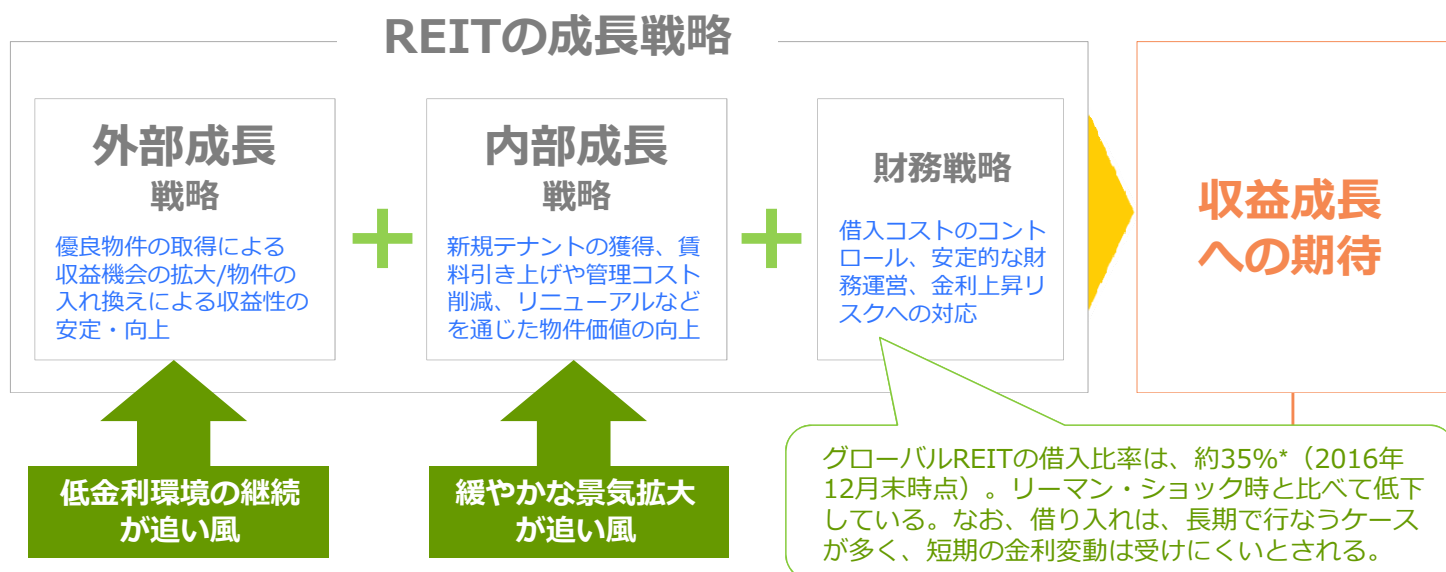 REITの成長戦略
外部成長
戦略
優良物件の取得による
収益機会の拡大/物件の
入れ換えによる収益性の
安定・向上
+
内部成長
戦略
新規テナントの獲得、賃
料引き上げや管理コスト
削減、リニューアルなど
を通じた物件価値の向上
+
財務戦略
借入コストのコント
ロール、安定的な財
務運営、金利上昇リ
スクへの対応
収益成長
への期待
低金利環境の継続
が追い風
緩やかな景気拡大
が追い風
グローバルREITの借入比率は、約35%*（2016年
12月末時点）。リーマン・ショック時と比べて低下
している。なお、借り入れは、長期で行なうケース
が多く、短期の金利変動は受けにくいとされる。